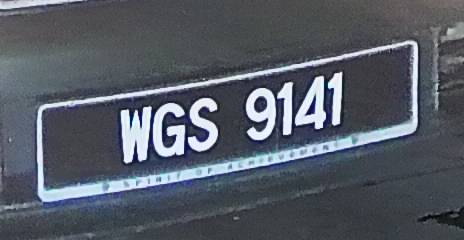 WGS 9141
SPIRIT OF ACHIEVEMENT